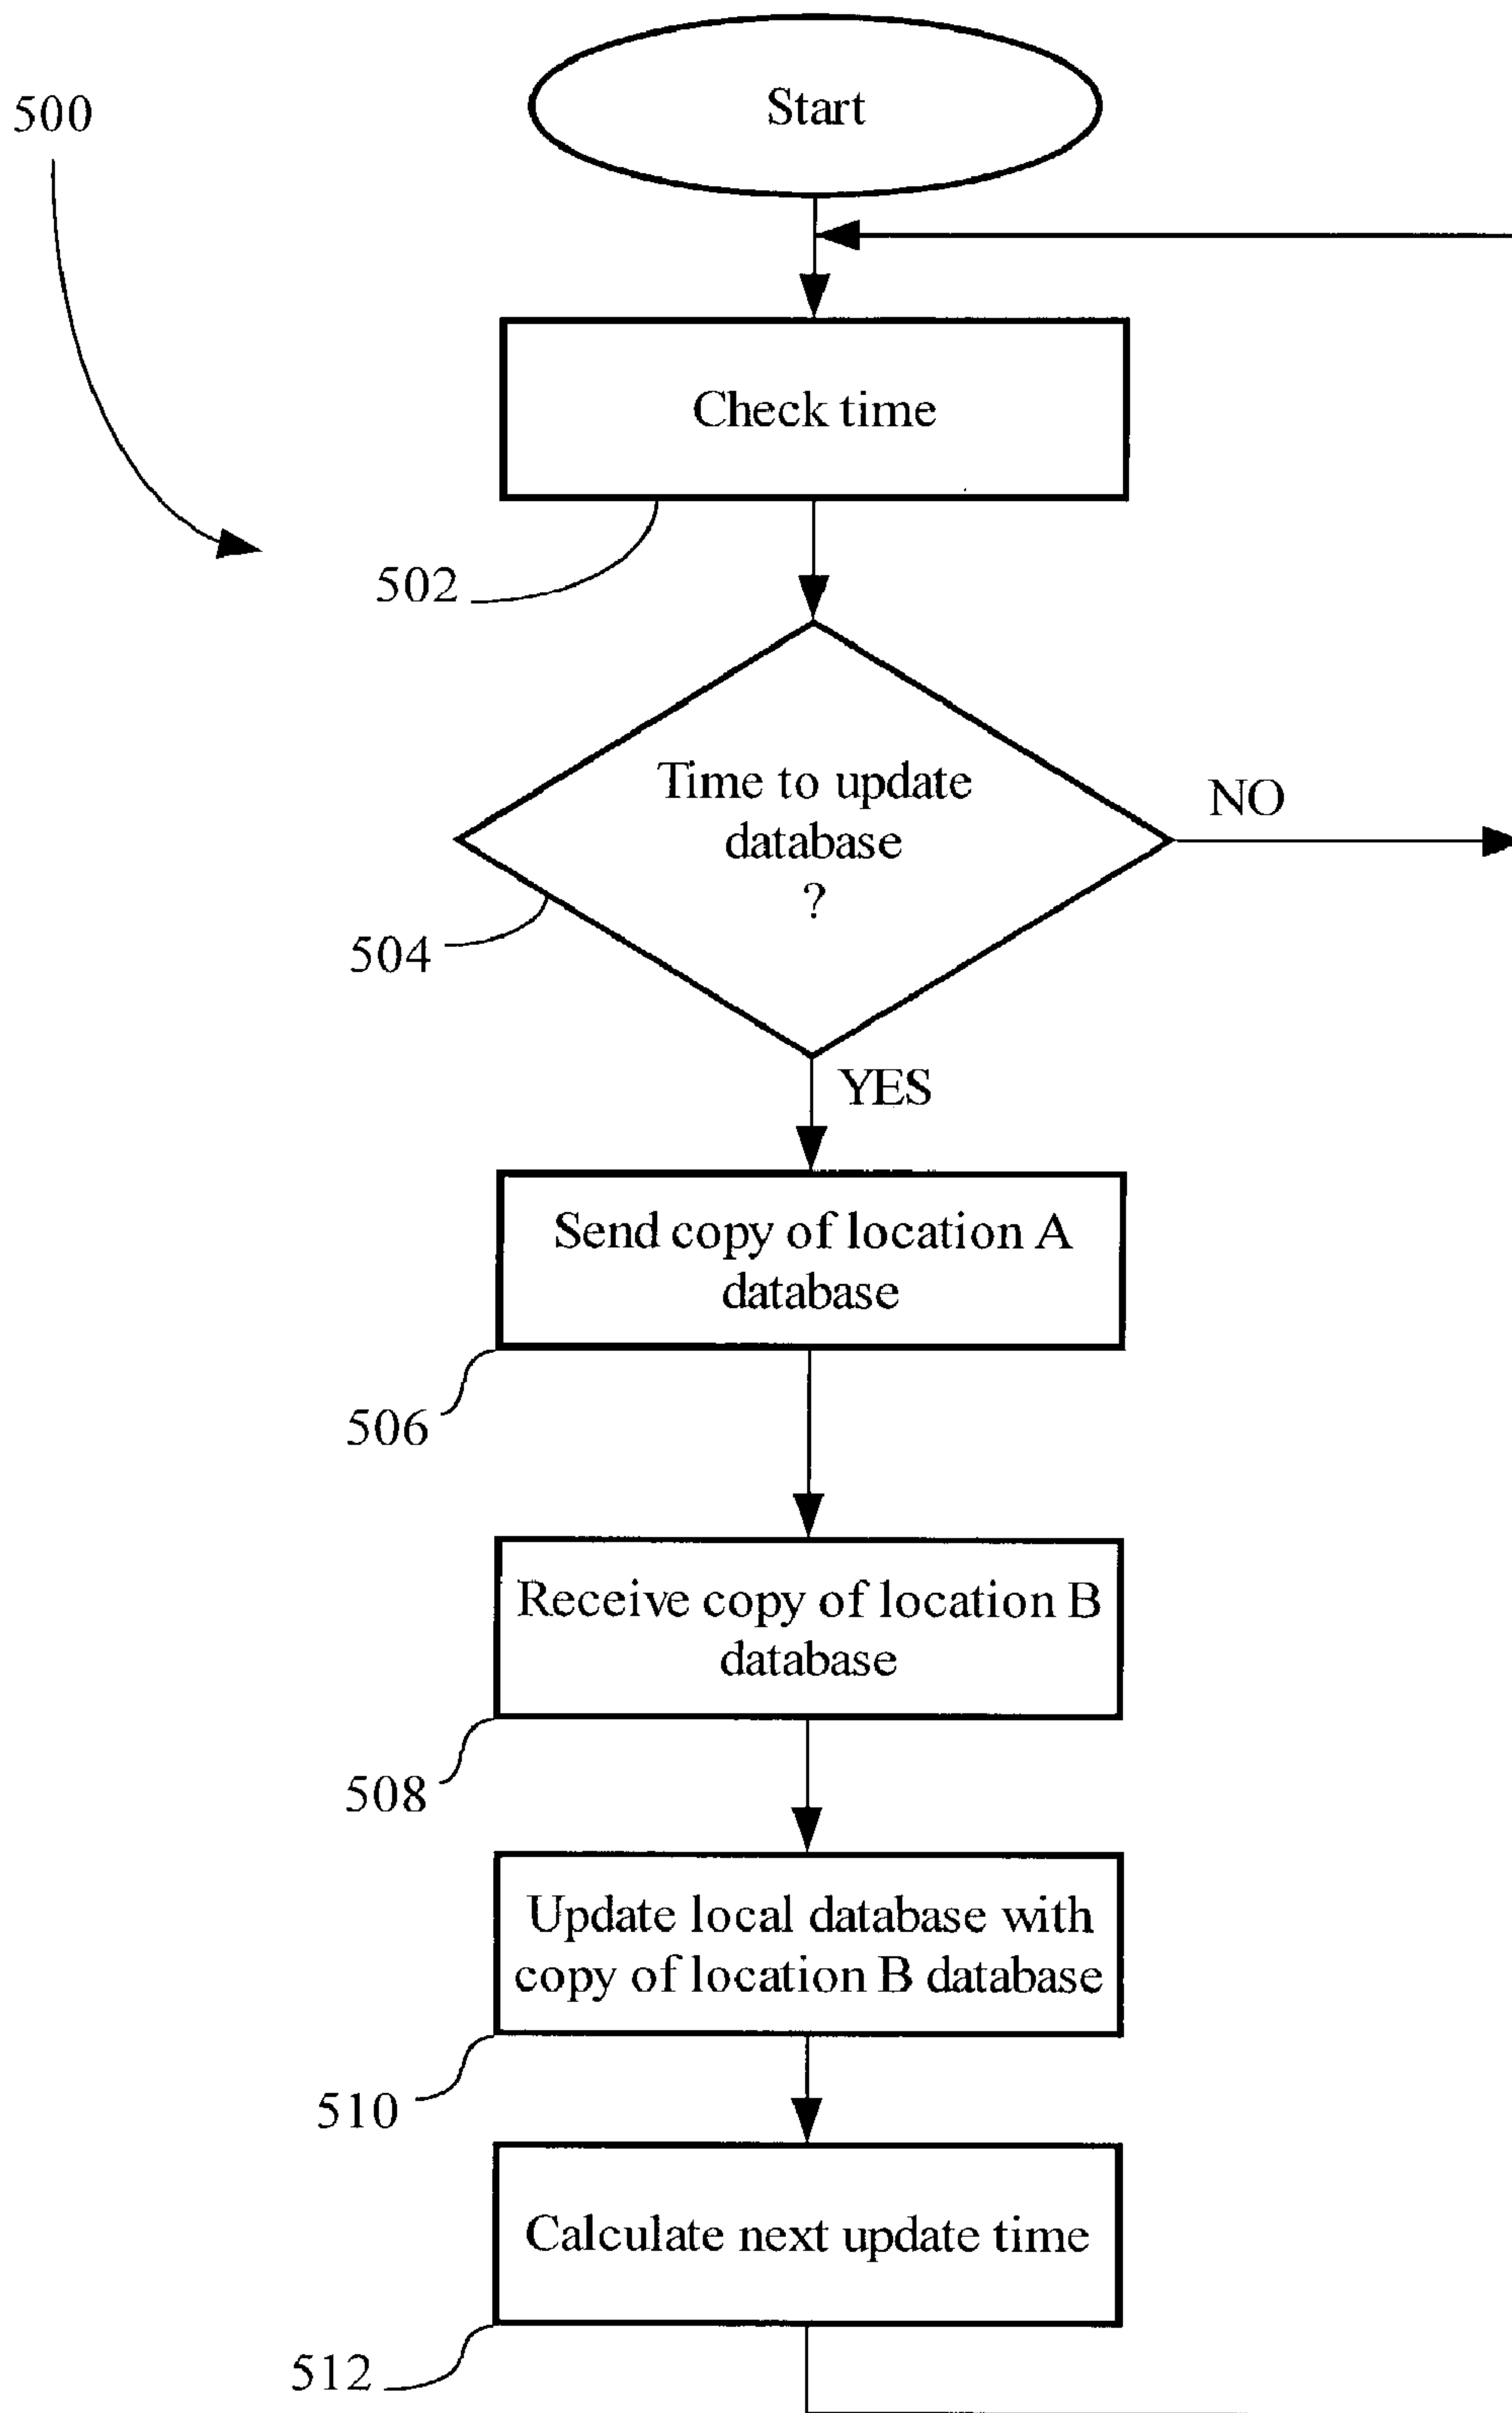 500
Start
Check time
502
Time to update
database
?
NO
504
YES
Send copy of location A
database
506
Receive copy of location B
database
508
Update local database with
copy of location B database
510
Calculate next update time
512